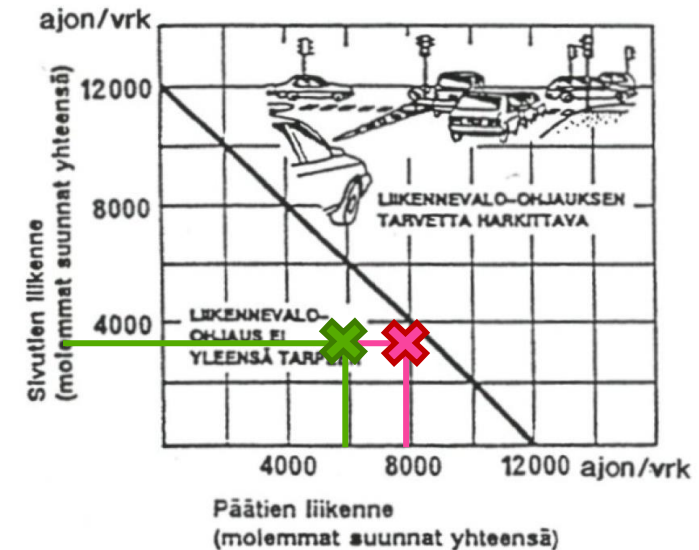 ajon/vrk
12000
8000
4000
Sivutien liikenne
(molemmat suunnat yhteensä)
LIIKENNEVALO-OHJAUKSEN
TARVETTA HARKITTAVA
LIIKENNEVALO-
OHJAUS EI
YLEENSÄ
4000 8000 12000 ajon/vrk
Päätien liikenne
(molemmat suunnat yhteensä)